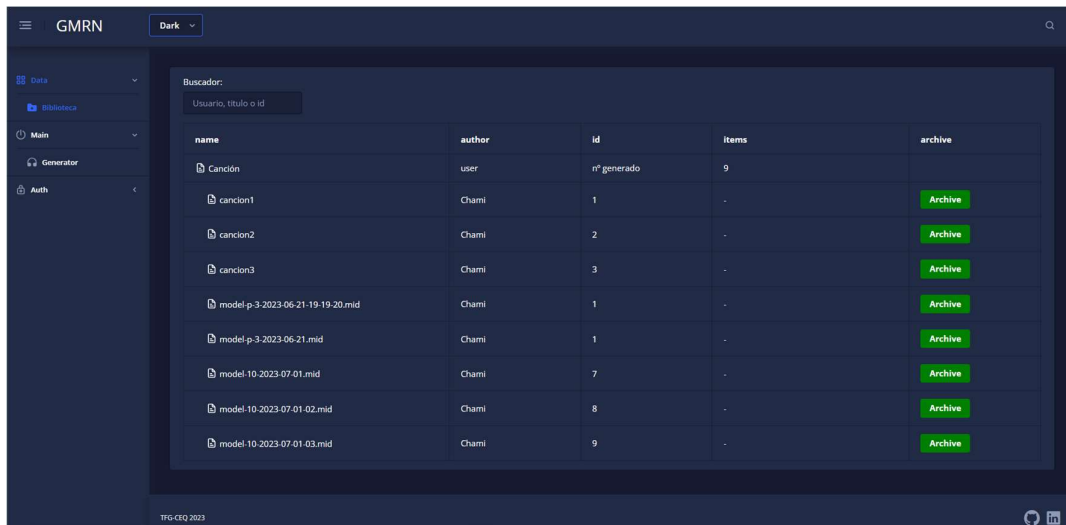 GMRN Dark
Data
Biblioteca
Main
Generator
Auth
Buscador:
Usuario, titulo o id
name author id items archive
Canción user nº generado 9
cancion1 Chami 1 - Archive
cancion2 Chami 2 - Archive
cancion3 Chami 3 - Archive
model-p-3-2023-06-21-19-19-20.mid Chami 1 - Archive
model-p-3-2023-06-21.mid Chami 1 - Archive
model-10-2023-07-01.mid Chami 7 - Archive
model-10-2023-07-01-02.mid Chami 8 - Archive
model-10-2023-07-01-03.mid Chami 9 - Archive
TFG-CEQ 2023
in